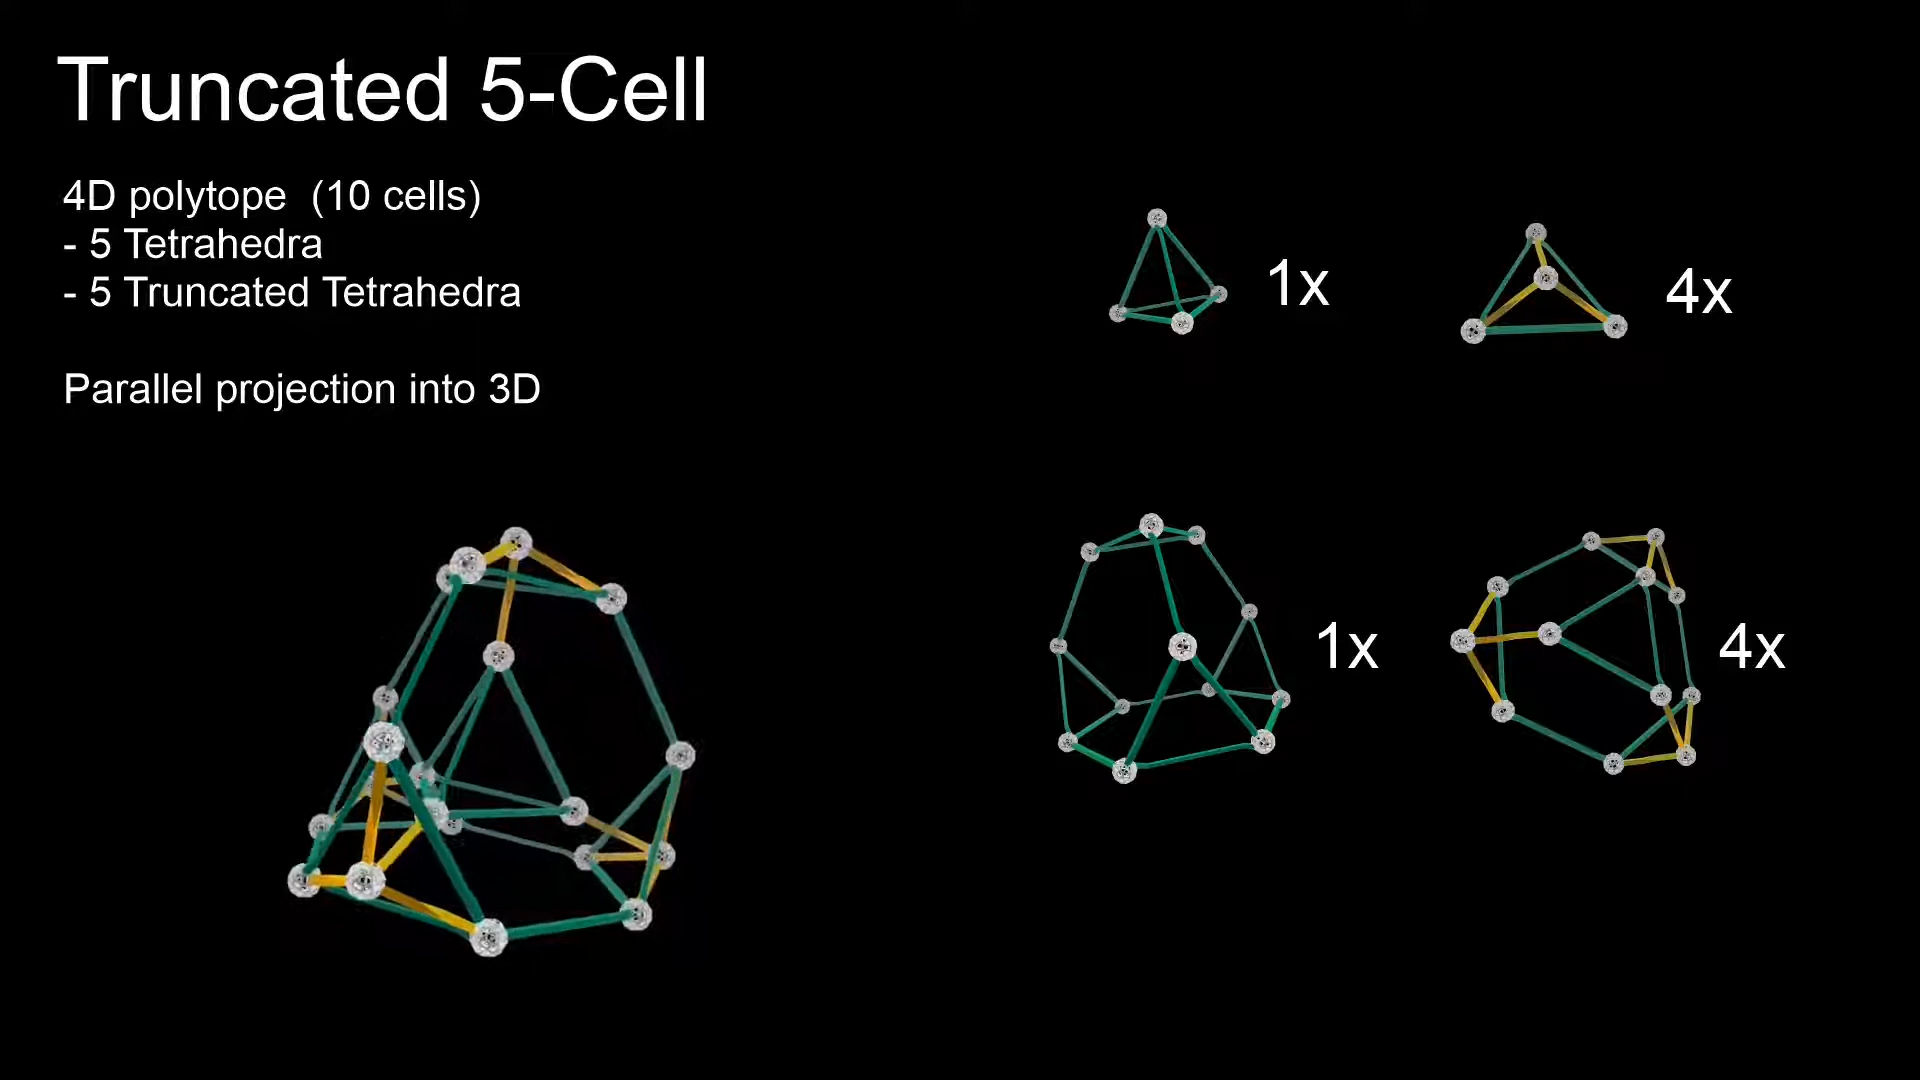 Truncated 5-Cell
4D polytope  (10 cells)
- 5 Tetrahedra
- 5 Truncated Tetrahedra
Parallel projection into 3D
1x
4x
1x
4x